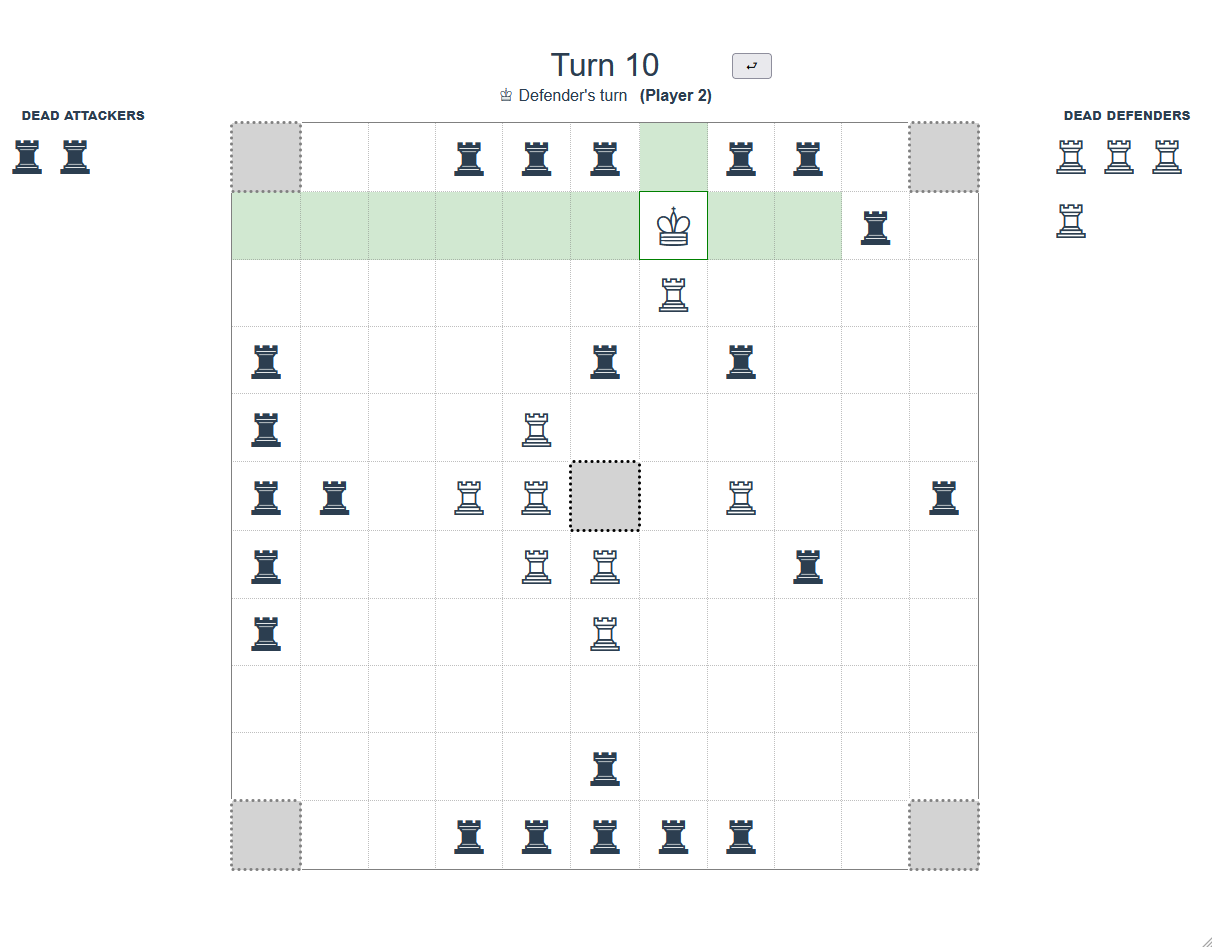 Turn 10
♔ Defender's turn (Player 2)
DEAD ATTACKERS
DEAD DEFENDERS